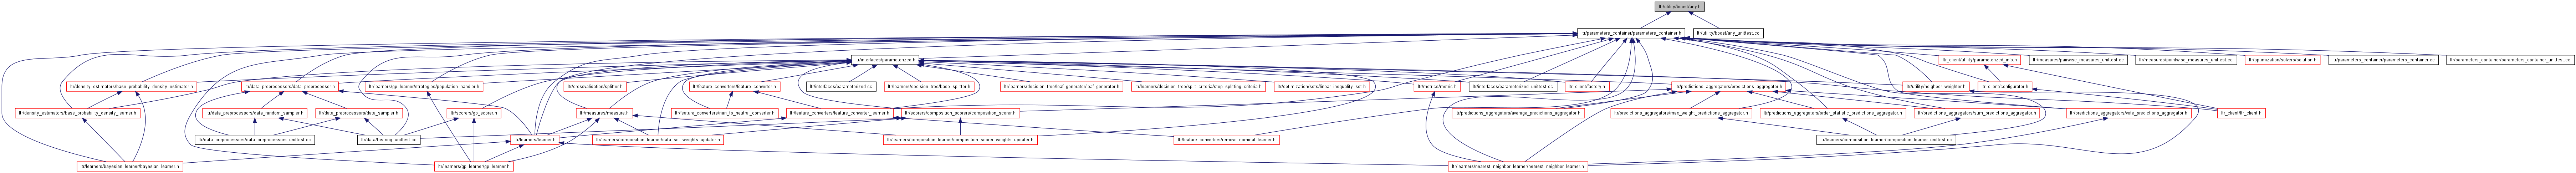 ltr/utility/boost/any.h
ltr/parameters_container/parameters_container.h
ltr/utility/boost/any_unittest.cc
ltr/interfaces/parameterized.h
ltr_client/utility/parameterized_info.h
ltr/measures/pairwise_measures_unittest.cc
ltr/measures/pointwise_measures_unittest.cc
ltr/optimization/solvers/solution.h
ltr/parameters_container/parameters_container.cc
ltr/parameters_container/parameters_container_unittest.cc
ltr/density_estimators/base_probability_density_estimator.h
ltr/data_preprocessors/data_preprocessor.h
ltr/learners/gp_learner/strategies/population_handler.h
ltr/crossvalidation/splitter.h
ltr/feature_converters/feature_converter.h
ltr/interfaces/parameterized.cc
ltr/learners/decision_tree/base_splitter.h
ltr/learners/decision_tree/leaf_generator/leaf_generator.h
ltr/learners/decision_tree/split_criteria/stop_splitting_criteria.h
ltr/optimization/sets/linear_inequality_set.h
ltr/metrics/metric.h
ltr/interfaces/parameterized_unittest.cc
ltr_client/factory.h
ltr/predictions_aggregators/predictions_aggregator.h
ltr/utility/neighbor_weighter.h
ltr_client/configurator.h
ltr/density_estimators/base_probability_density_learner.h
ltr/data_preprocessors/data_random_sampler.h
ltr/data_preprocessors/data_sampler.h
ltr/scorers/gp_scorer.h
ltr/measures/measure.h
ltr/feature_converters/nan_to_neutral_converter.h
ltr/feature_converters/feature_converter_learner.h
ltr/scorers/composition_scorers/composition_scorer.h
ltr/predictions_aggregators/average_predictions_aggregator.h
ltr/predictions_aggregators/max_weight_predictions_aggregator.h
ltr/predictions_aggregators/order_statistic_predictions_aggregator.h
ltr/predictions_aggregators/sum_predictions_aggregator.h
ltr/predictions_aggregators/vote_predictions_aggregator.h
ltr_client/ltr_client.h
ltr/data_preprocessors/data_preprocessors_unittest.cc
ltr/data/testing_unittest.cc
ltr/learners/learner.h
ltr/learners/composition_learner/data_set_weights_updater.h
ltr/learners/composition_learner/composition_scorer_weights_updater.h
ltr/feature_converters/remove_nominal_learner.h
ltr/learners/composition_learner/composition_learner_unittest.cc
ltr/learners/bayesian_learner/bayesian_learner.h
ltr/learners/gp_learner/gp_learner.h
ltr/learners/nearest_neighbor_learner/nearest_neighbor_learner.h